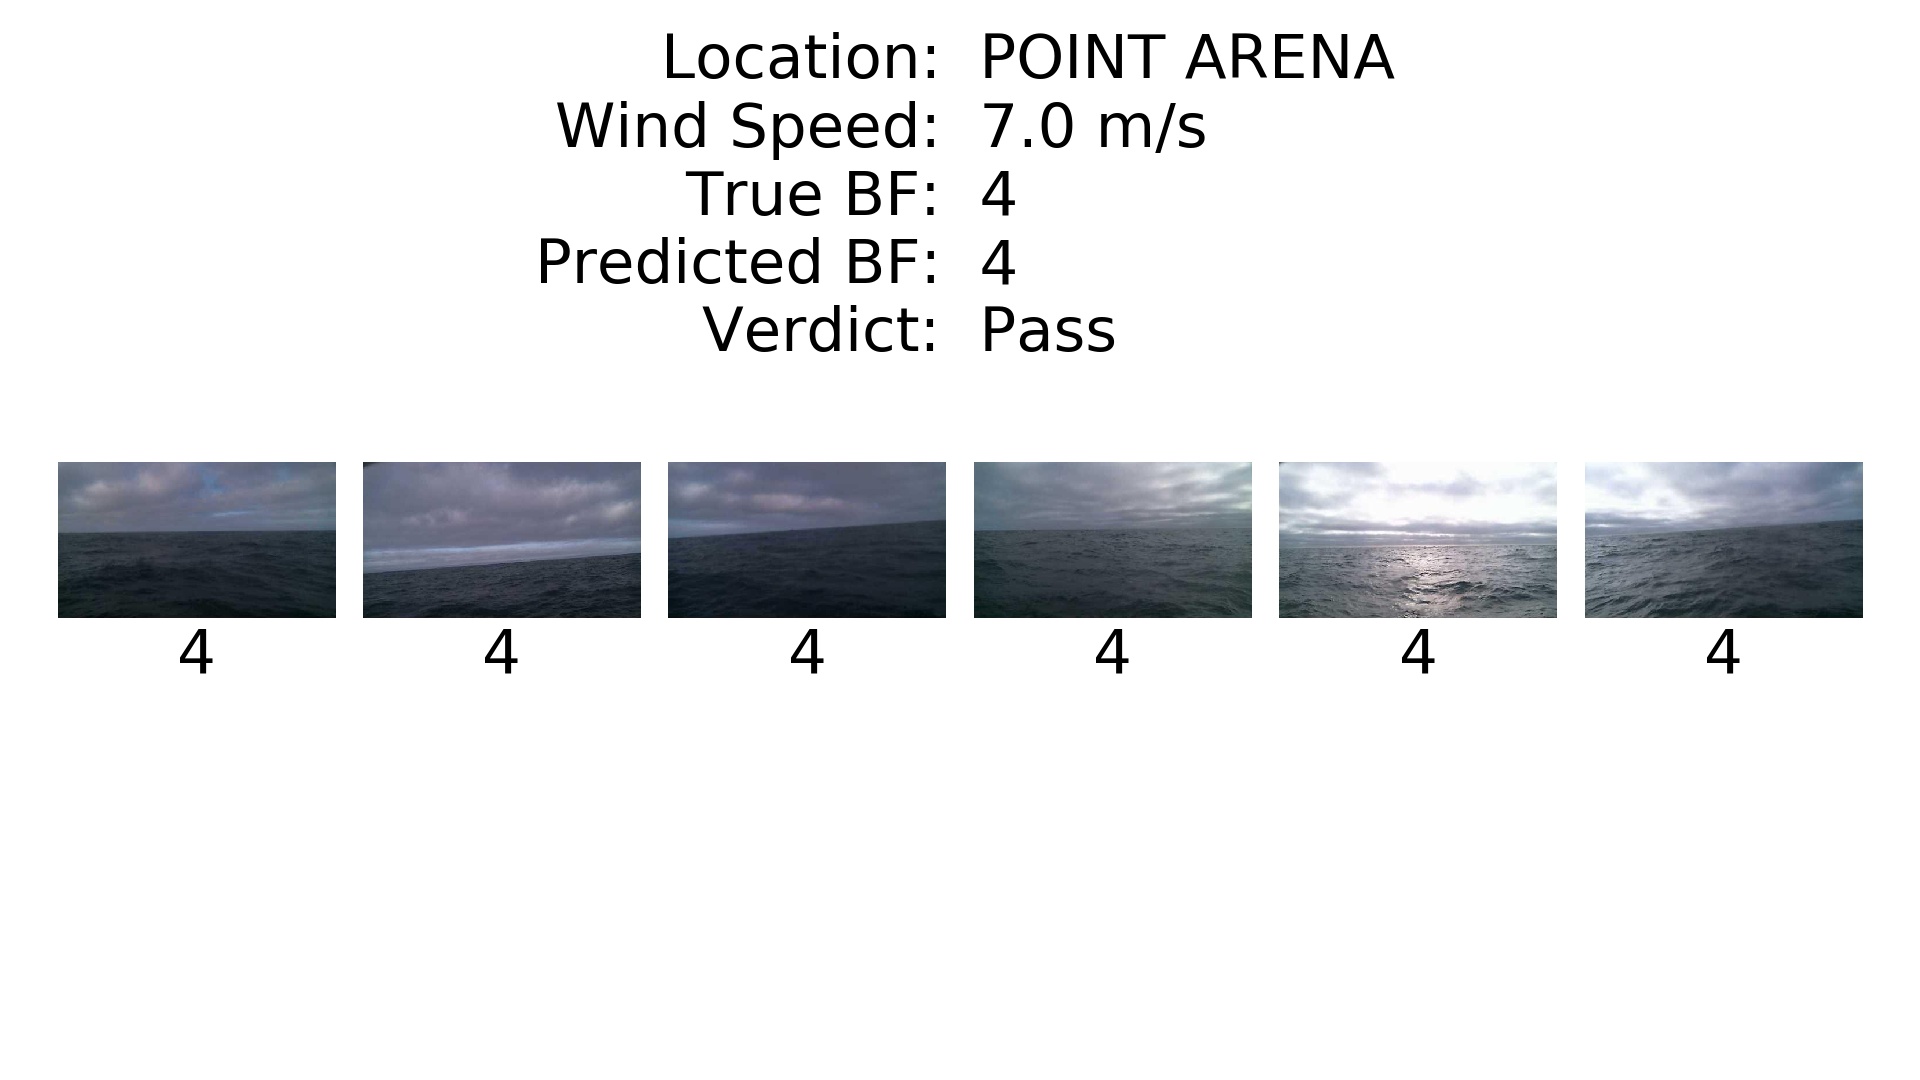 Location: POINT ARENA
Wind Speed: 7.0 m/s
True BF: 4
Predicted BF: 4
Verdict: Pass
4 4 4 4 4 4